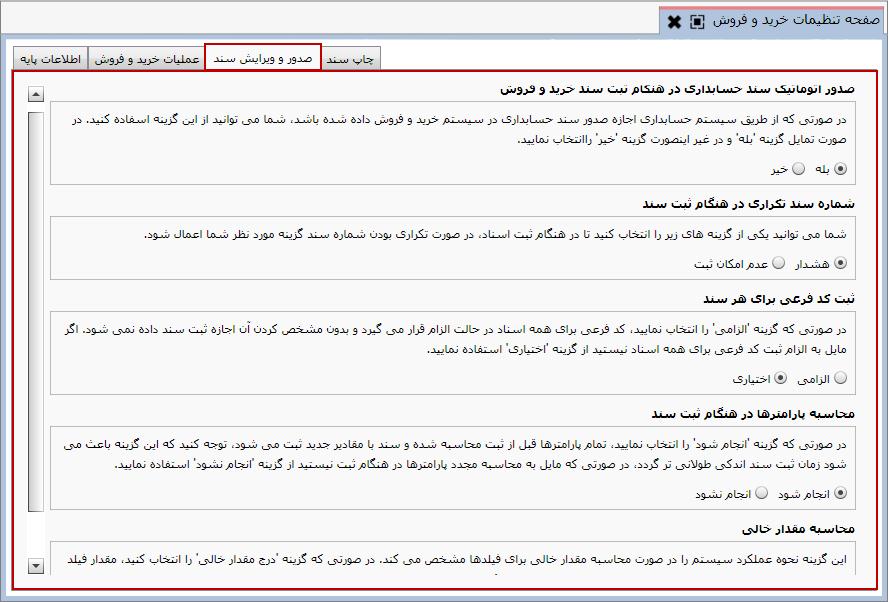 صفحه تنظیمات خرید و فروش
چاپ سند
صدور و ویرایش سند
عملیات خرید و فروش
اطلاعات پایه
صدور اتوماتیک سند حسابداری در هنگام ثبت سند خرید و فروش
در صورتی که از طریق سیستم حسابداری اجازه صدور سند حسابداری در سیستم خرید و فروش داده شده باشد، شما می توانید از این گزینه اسفاده کنید. در
صورت تمایل گزینه 'بله' و در غیر اینصورت گزینه 'خیر' راانتخاب نمایید.
بله خیر
شماره سند تکراری در هنگام ثبت سند
شما می توانید یکی از گزینه های زیر را انتخاب کنید تا در هنگام ثبت اسناد، در صورت تکراری بودن شماره سند گزینه مورد نظر شما اعمال شود.
هشدار عدم امکان ثبت
ثبت کد فرعی برای هر سند
در صورتی که گزینه 'الزامی' را انتخاب نمایید، کد فرعی برای همه اسناد در حالت الزام قرار می گیرد و بدون مشخص کردن آن اجازه ثبت سند داده نمی شود. اگر
مایل به الزام ثبت کد فرعی برای همه اسناد نیستید از گزینه 'اختیاری' استفاده نمایید.
الزامی اختیاری
محاسبه پارامترها در هنگام ثبت سند
در صورتی که گزینه 'انجام شود' را انتخاب نمایید، تمام پارامترها قبل از ثبت محاسبه شده و سند با مقادیر جدید ثبت می شود، توجه کنید که این گزینه باعث می
شود زمان ثبت سند اندکی طولانی تر گردد، در صورتی که مایل به محاسبه مجدد پارامترها در هنگام ثبت نیستید از گزینه 'انجام نشود' استفاده نمایید.
انجام شود انجام نشود
محاسبه مقدار خالی
این گزینه نحوه عملکرد سیستم را در صورت محاسبه مقدار خالی برای فیلدها مشخص می کند. در صورتی که گزینه 'درج مقدار خالی' را انتخاب کنید، مقدار فیلد